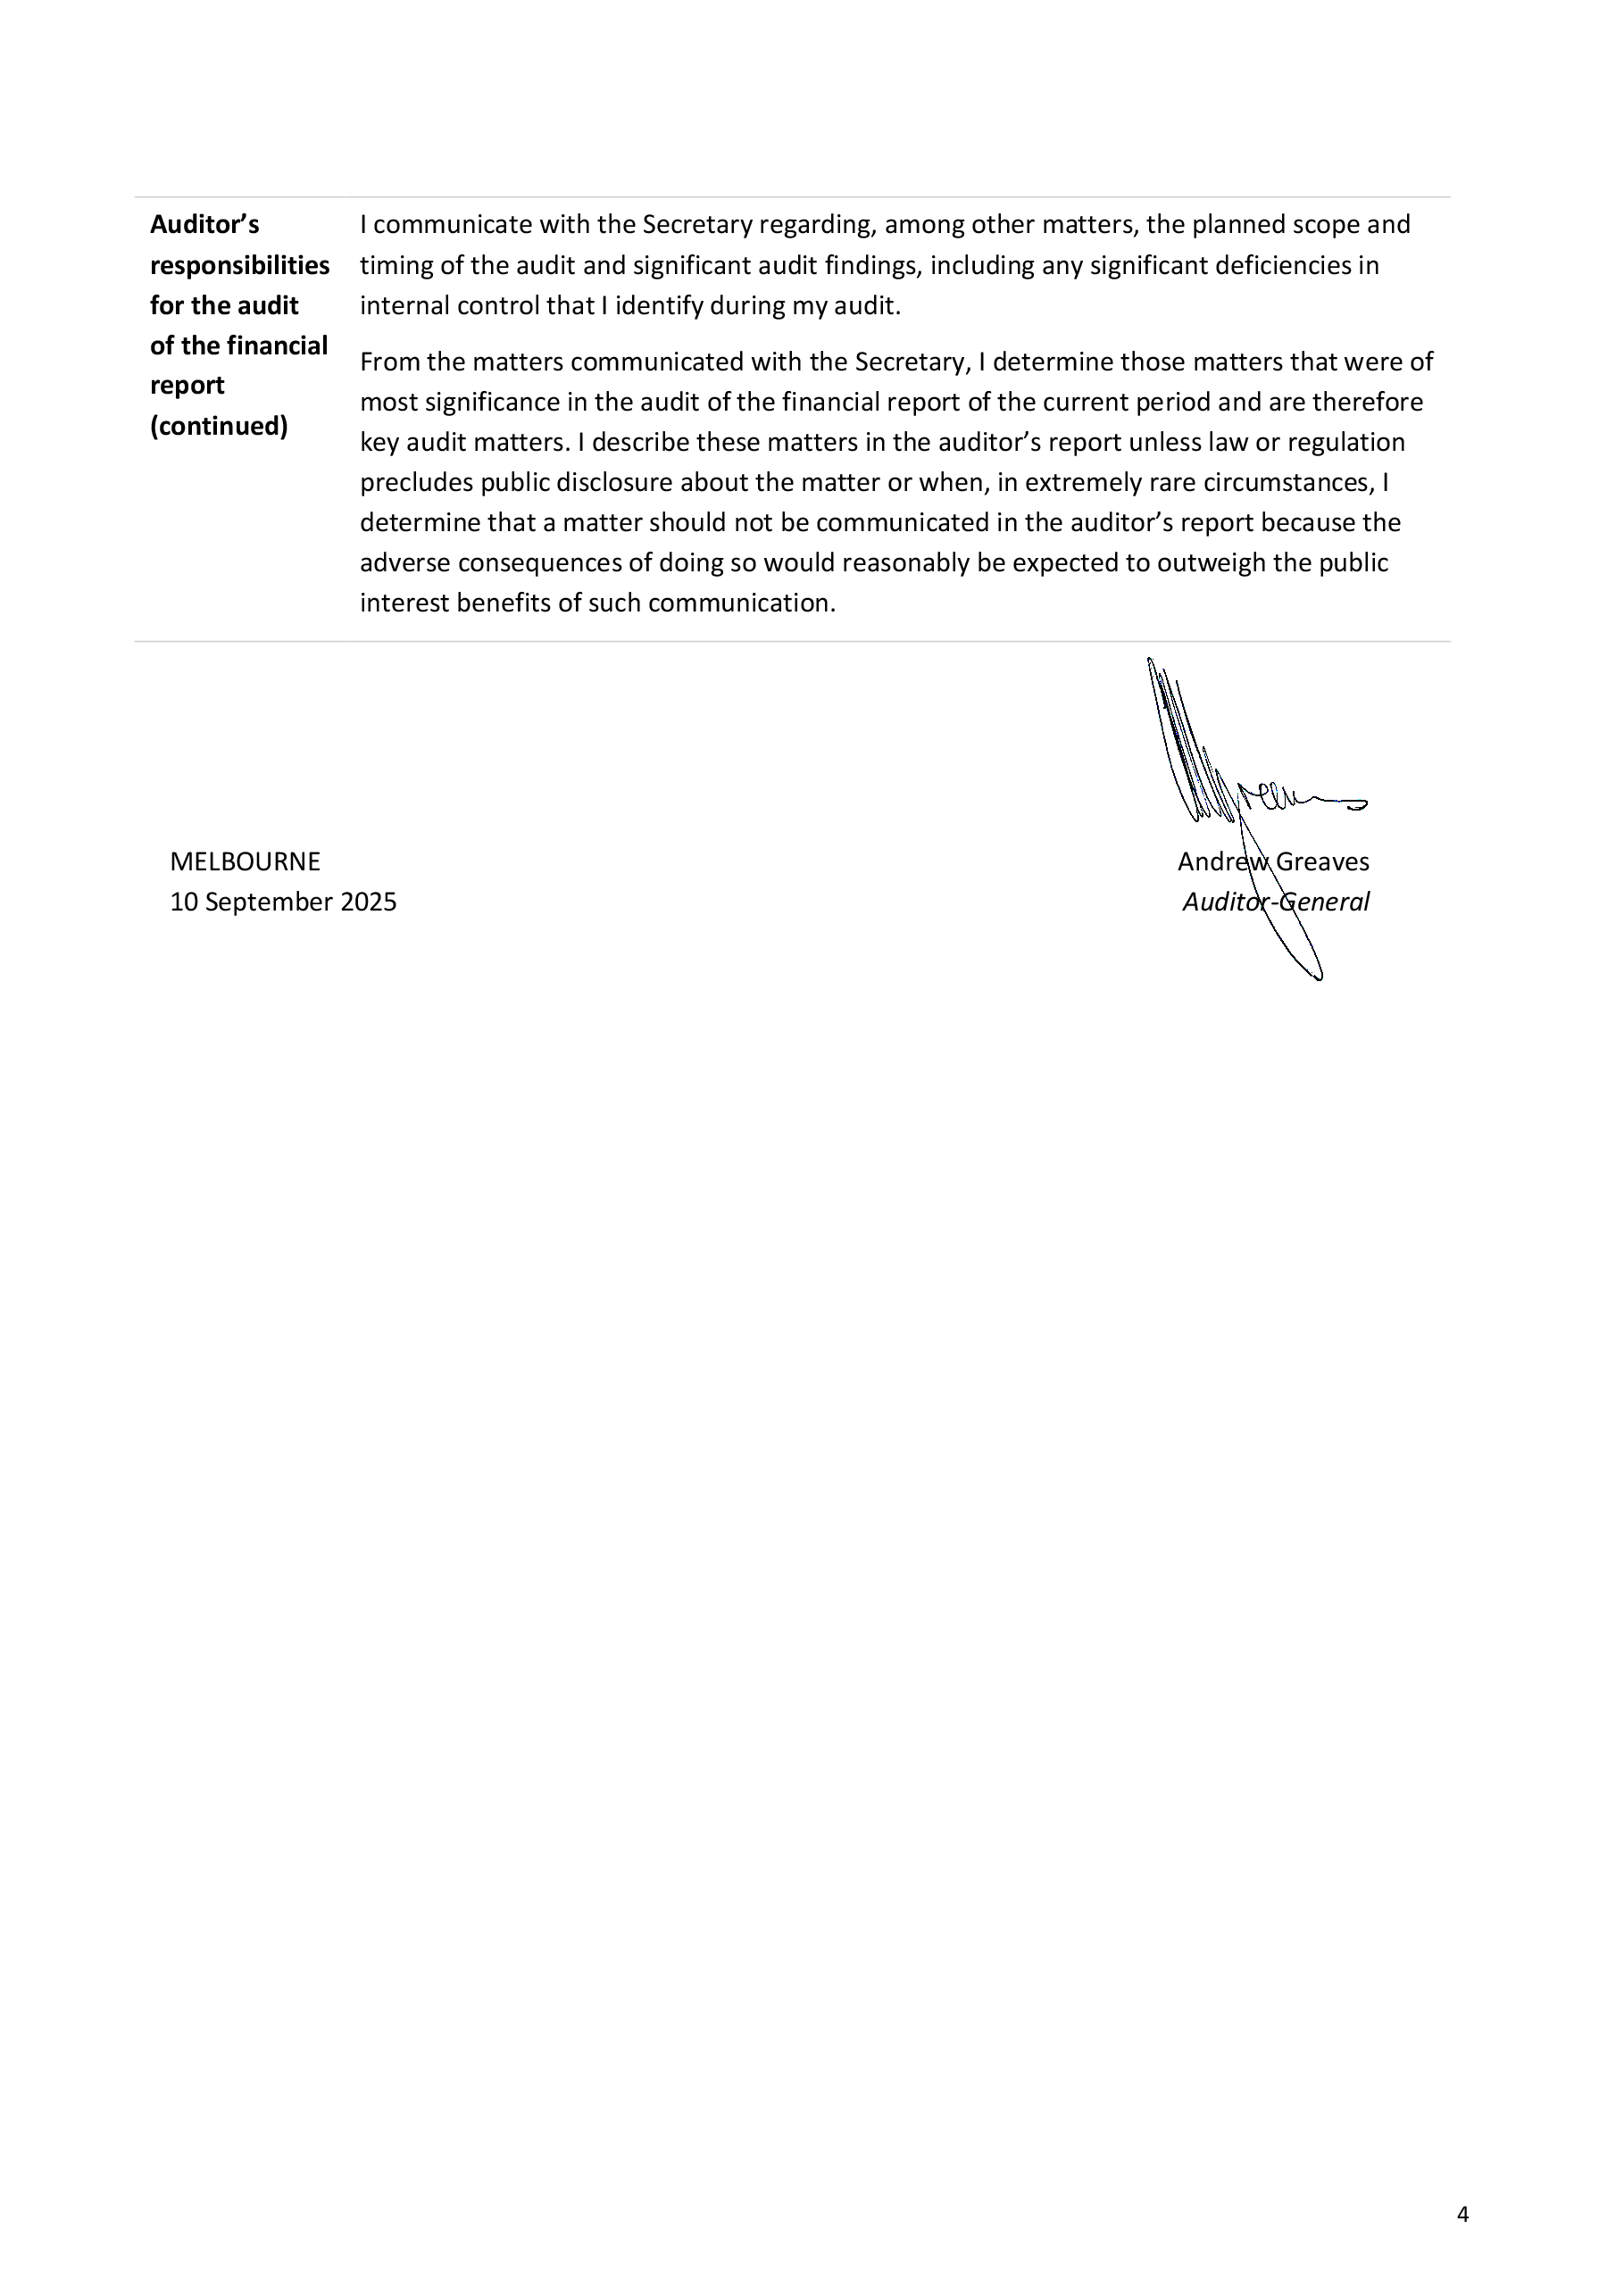 Auditor’s
responsibilities
for the audit
of the financial
report
(continued)
I communicate with the Secretary regarding, among other matters, the planned scope and
timing of the audit and significant audit findings, including any significant deficiencies in
internal control that I identify during my audit.
From the matters communicated with the Secretary, I determine those matters that were of
most significance in the audit of the financial report of the current period and are therefore
key audit matters. I describe these matters in the auditor’s report unless law or regulation
precludes public disclosure about the matter or when, in extremely rare circumstances, I
determine that a matter should not be communicated in the auditor’s report because the
adverse consequences of doing so would reasonably be expected to outweigh the public
interest benefits of such communication.
MELBOURNE
10 September 2025
Andrew Greaves
Auditor-General
4